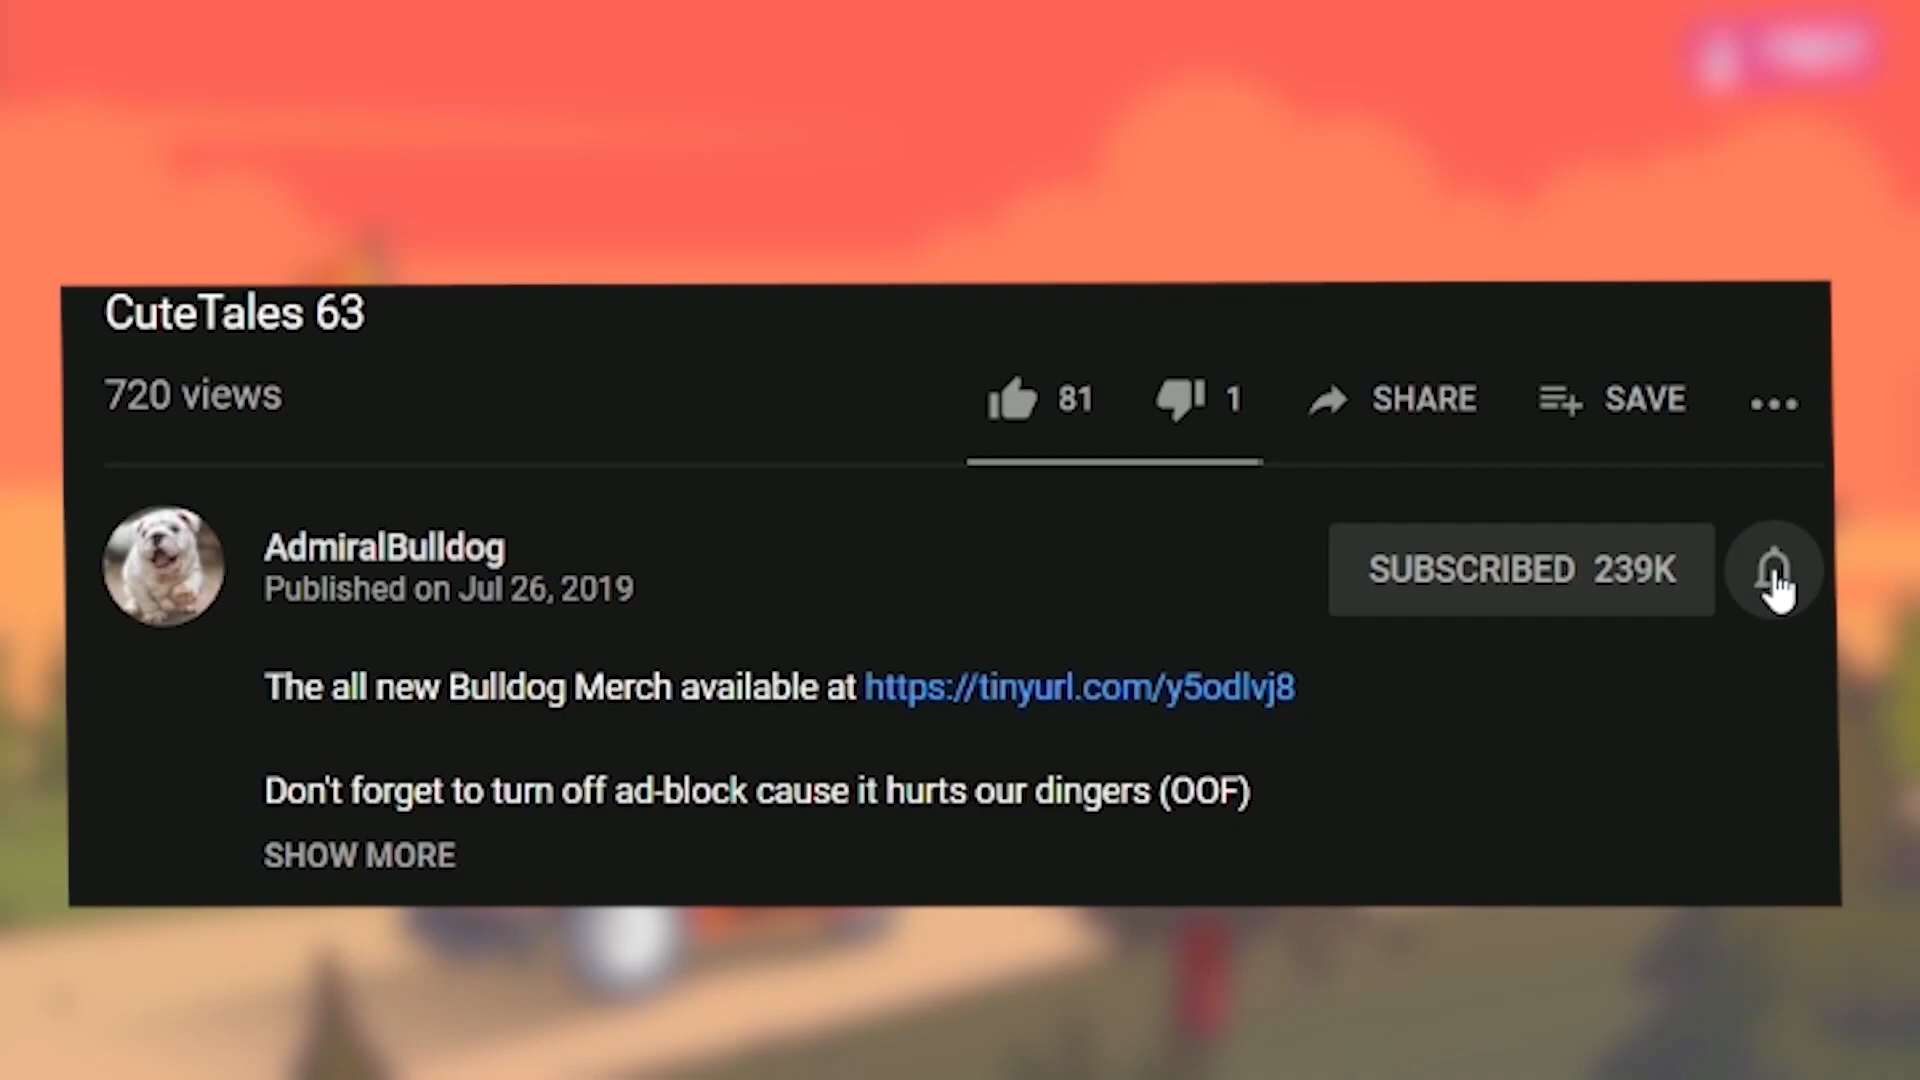 CuteTales 63
720 views
81 1 SHARE SAVE
AdmiralBulldog
Published on Jul 26, 2019
SUBSCRIBED 239K
The all new Bulldog Merch available at https://tinyurl.com/y5odlvj8
Don't forget to turn off ad-block cause it hurts our dingers (OOF)
SHOW MORE